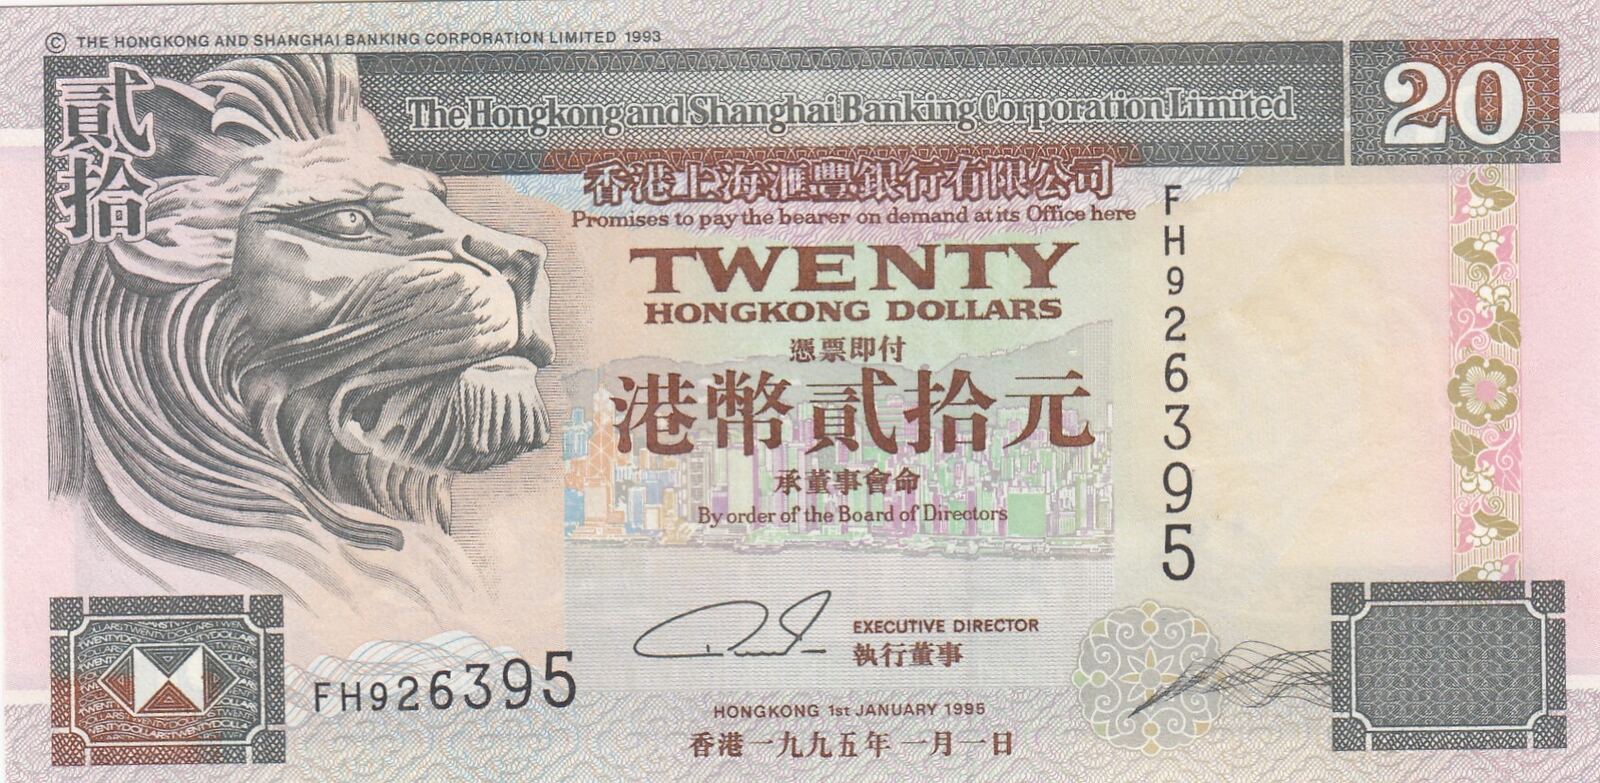 © THE HONGKONG AND SHANGHAI BANKING CORPORATION LIMITED 1993
貳拾
The Hongkong and Shanghai Banking Corporation Limited
20
香港上海滙豐銀行有限公司
Promises to pay the bearer on demand at its Office here
TWENTY
HONGKONG DOLLARS
憑票即付
港幣貳拾元
承董事會命
By order of the Board of Directors
FH926395
EXECUTIVE DIRECTOR
執行董事
FH926395
HONGKONG 1st JANUARY 1995
香港一九九五年一月一日